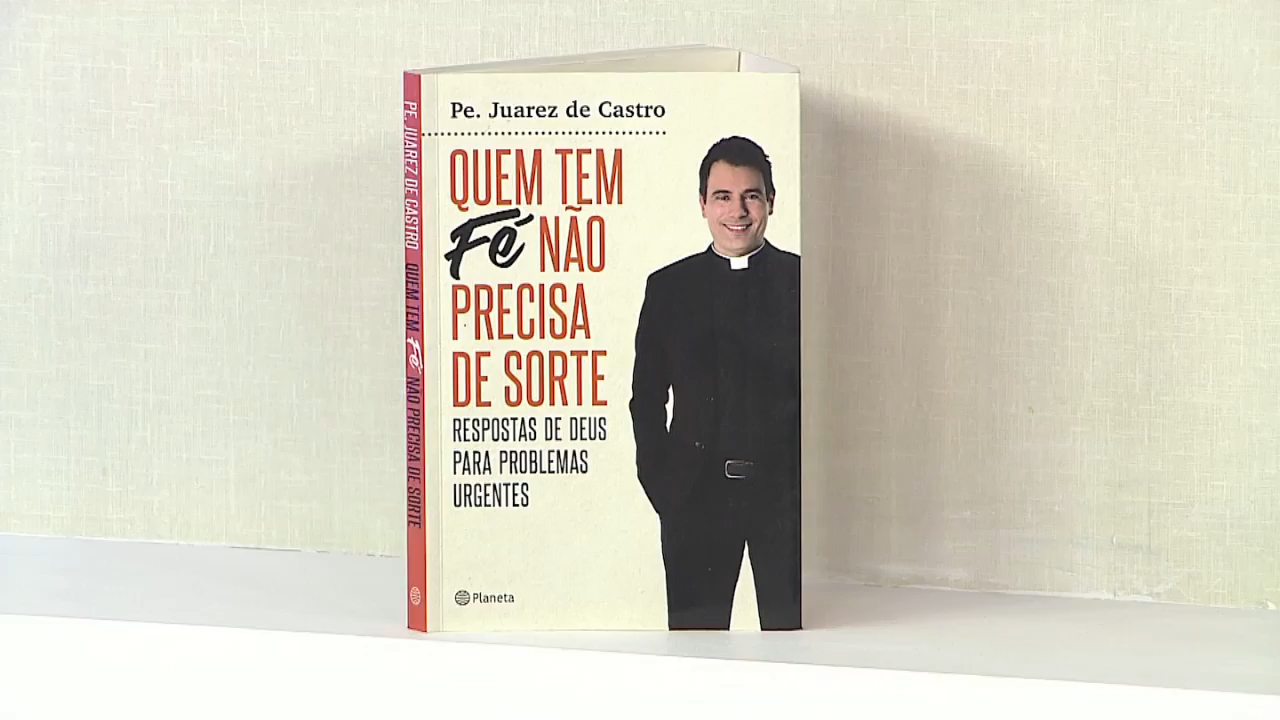 Pe. Juarez de Castro
QUEM TEM
Fé NÃO
PRECISA
DE SORTE
RESPOSTAS DE DEUS
PARA PROBLEMAS
URGENTES
Planeta
PE. JUAREZ DE CASTRO QUEM TEM Fé NÃO PRECISA DE SORTE